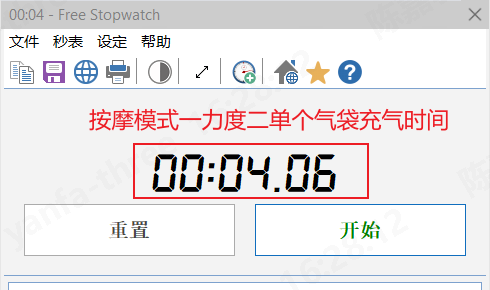 00:04 - Free Stopwatch
文件 秒表 设定 帮助
按摩模式一力度二单个气袋充气时间
00:04.06
重置 开始